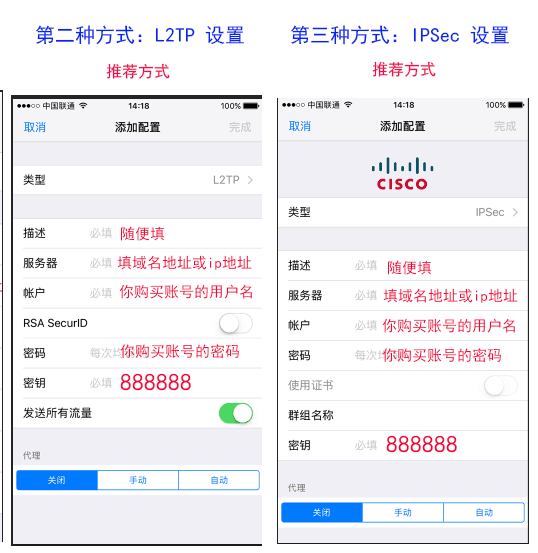 第二种方式：L2TP 设置
推荐方式
中国联通 14:18 100%
取消 添加配置 完成
类型 L2TP
描述 必填 随便填
服务器 必填 填域名地址或ip地址
帐户 必填 你购买账号的用户名
RSA SecurID
密码 每次均 你购买账号的密码
密钥 必填 888888
发送所有流量
代理
关闭 手动 自动
第三种方式：IPSec 设置
推荐方式
中国联通 14:18 100%
取消 添加配置 完成
CISCO
类型 IPSec
描述 必填 随便填
服务器 必填 填域名地址或ip地址
帐户 必填 你购买账号的用户名
密码 每次均 你购买账号的密码
使用证书
群组名称
密钥 必填 888888
代理
关闭 手动 自动